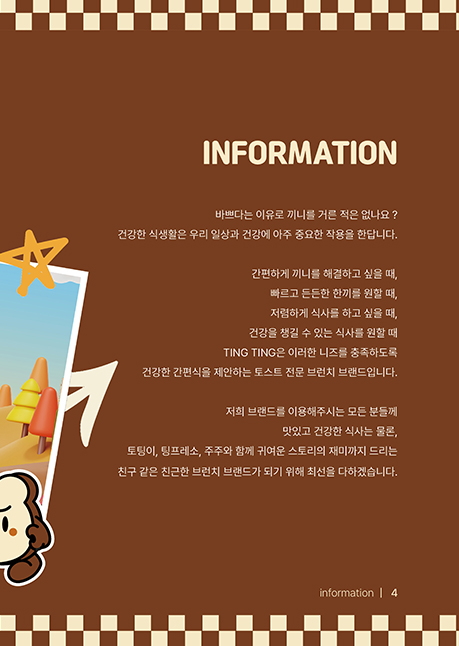 INFORMATION
바쁘다는 이유로 끼니를 거른 적은 없나요 ?
건강한 식생활은 우리 일상과 건강에 아주 중요한 작용을 한답니다.
간편하게 끼니를 해결하고 싶을 때,
빠르고 든든한 한끼를 원할 때,
저렴하게 식사를 하고 싶을 때,
건강을 챙길 수 있는 식사를 원할 때
TING TING은 이러한 니즈를 충족하도록
건강한 간편식을 제안하는 토스트 전문 브런치 브랜드입니다.
저희 브랜드를 이용해주시는 모든 분들께
맛있고 건강한 식사는 물론,
토팅이, 팅프레소, 주주와 함께 귀여운 스토리의 재미까지 드리는
친구 같은 친근한 브런치 브랜드가 되기 위해 최선을 다하겠습니다.
information | 4